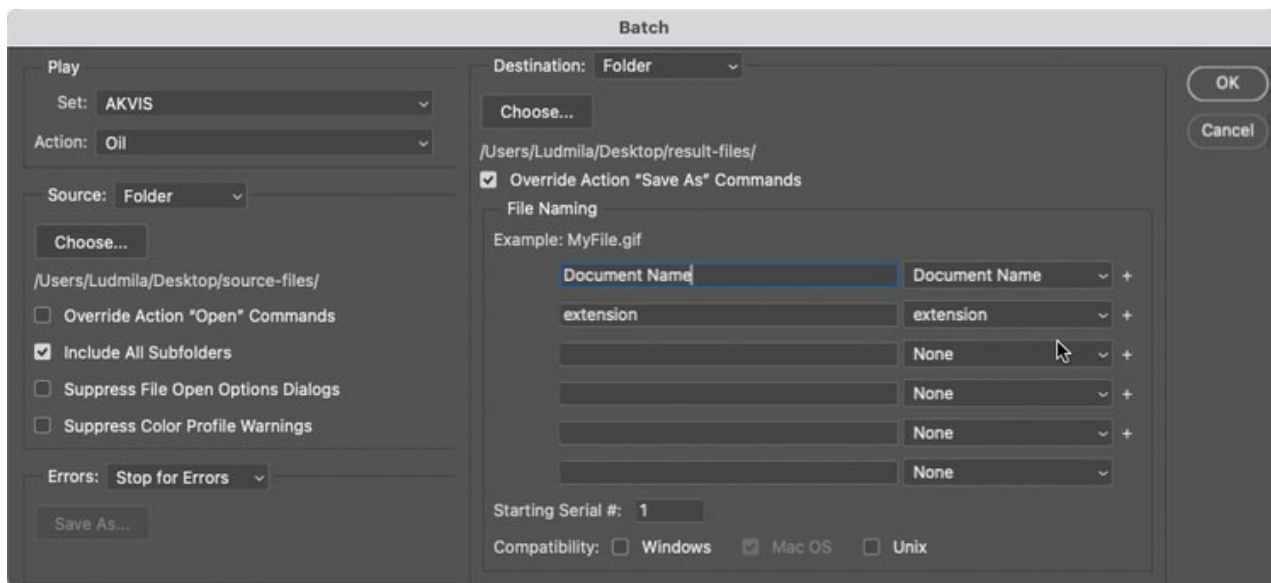 Batch
Play
Set: AKVIS
Action: Oil
Source: Folder
Choose...
/Users/Ludmila/Desktop/source-files/
Override Action "Open" Commands
Include All Subfolders
Suppress File Open Options Dialogs
Suppress Color Profile Warnings
Errors: Stop for Errors
Save As...
Destination: Folder
Choose...
/Users/Ludmila/Desktop/result-files/
Override Action "Save As" Commands
File Naming
Example: MyFile.gif
Document Name Document Name +
extension extension +
None +
None +
None +
None
Starting Serial #: 1
Compatibility: Windows Mac OS Unix
OK
Cancel